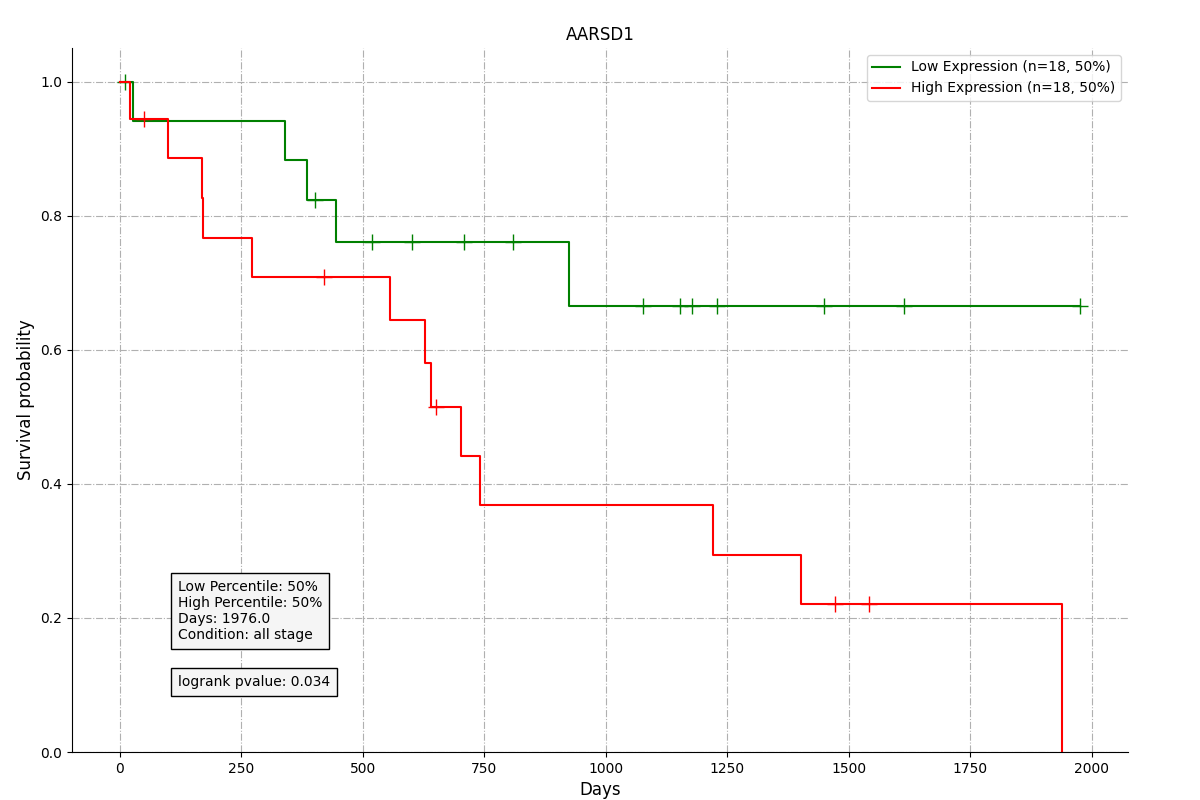 AARSD1
Low Expression (n=18, 50%)
High Expression (n=18, 50%)
Survival probability
1.0
0.8
0.6
0.4
0.2
0.0
Low Percentile: 50%
High Percentile: 50%
Days: 1976.0
Condition: all stage
logrank pvalue: 0.034
0 250 500 750 1000 1250 1500 1750 2000
Days